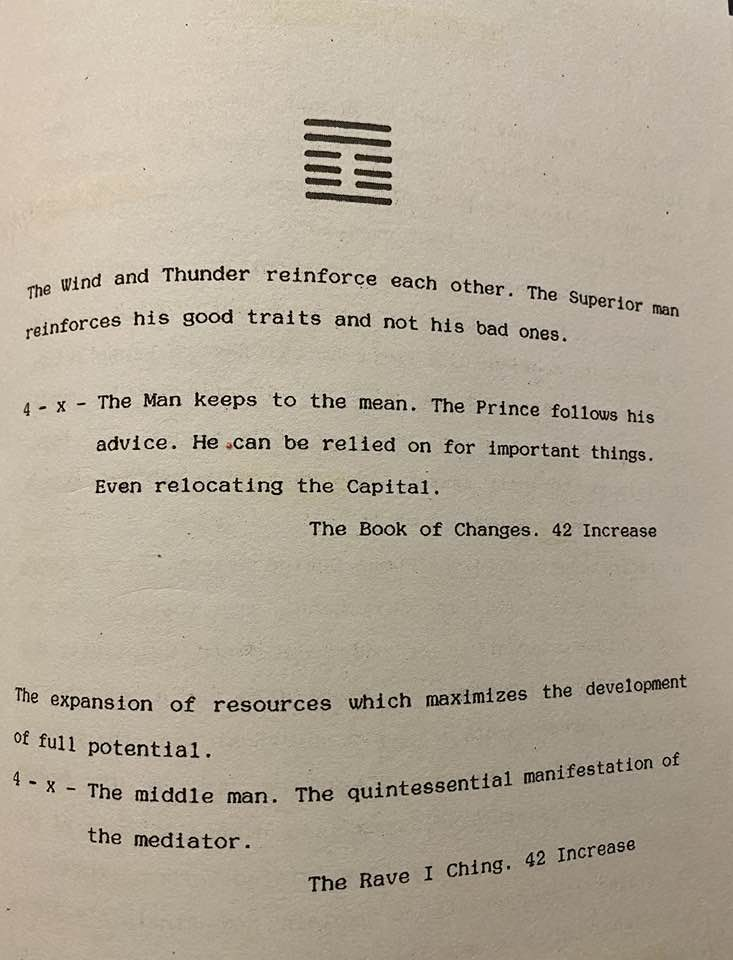 The Wind and Thunder reinforce each other. The Superior man
reinforces his good traits and not his bad ones.
4 - x - The Man keeps to the mean. The Prince follows his
advice. He can be relied on for important things.
Even relocating the Capital.
The Book of Changes. 42 Increase
The expansion of resources which maximizes the development
of full potential.
4 - x - The middle man. The quintessential manifestation of
the mediator.
The Rave I Ching. 42 Increase